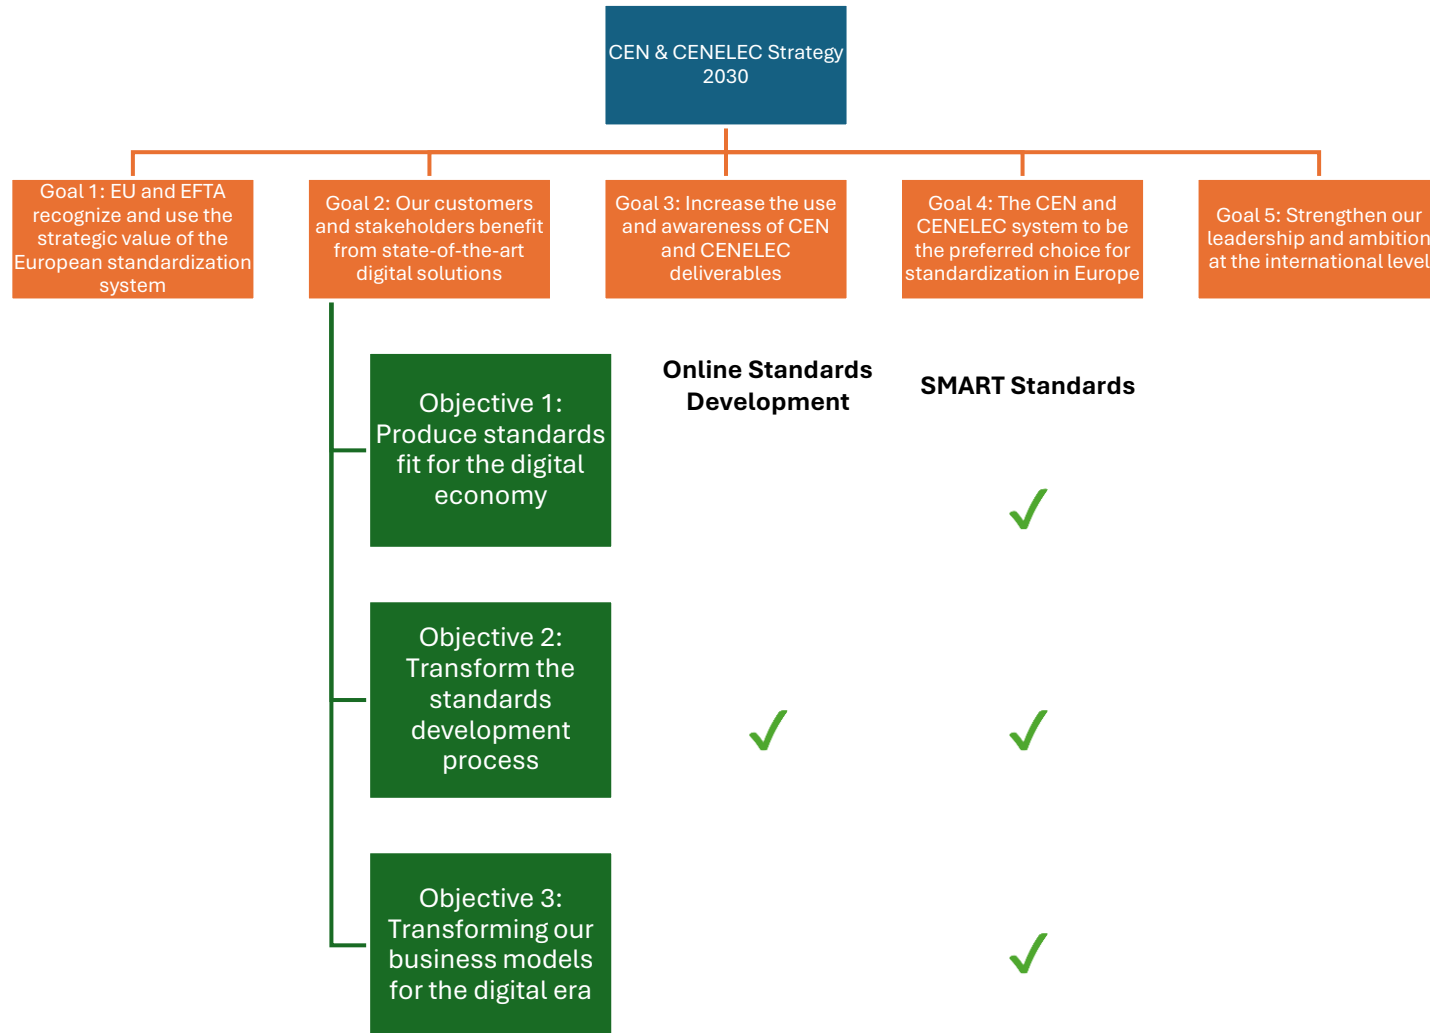 CEN & CENELEC Strategy
2030
Goal 1: EU and EFTA
recognize and use the
strategic value of the
European standardization
system
Goal 2: Our customers
and stakeholders benefit
from state-of-the-art
digital solutions
Goal 3: Increase the use
and awareness of CEN
and CENELEC
deliverables
Goal 4: The CEN and
CENELEC system to be
the preferred choice for
standardization in Europe
Goal 5: Strengthen our
leadership and ambition
at the international level
Online Standards
Development
SMART Standards
Objective 1:
Produce standards
fit for the digital
economy
Objective 2:
Transform the
standards
development
process
Objective 3:
Transforming our
business models
for the digital era